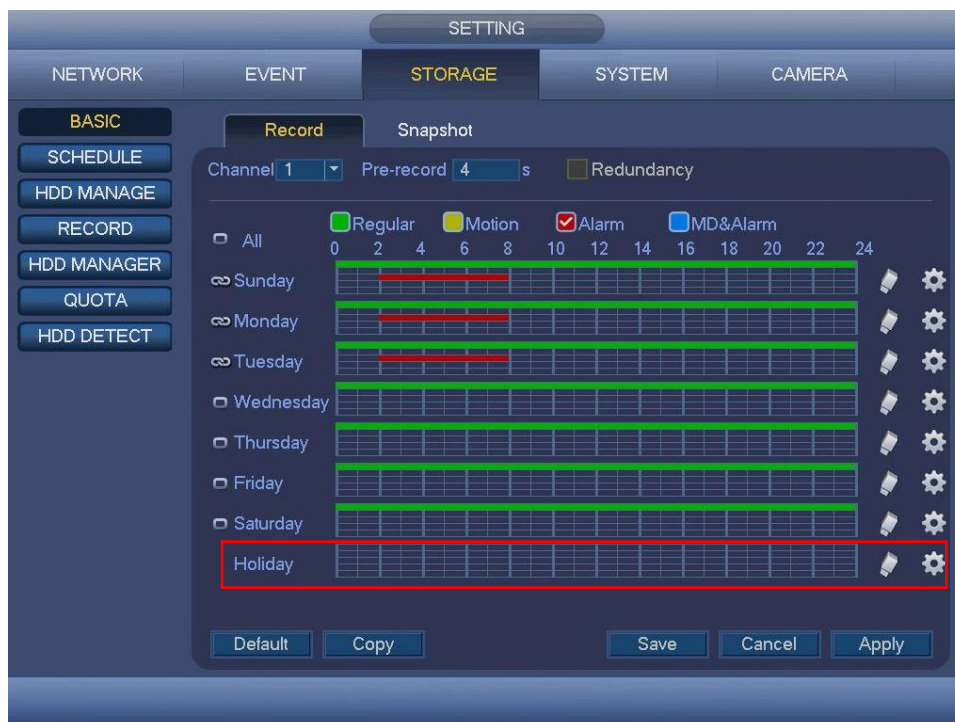 SETTING
NETWORK EVENT STORAGE SYSTEM CAMERA
BASIC
SCHEDULE
HDD MANAGE
RECORD
HDD MANAGER
QUOTA
HDD DETECT
Record Snapshot
Channel 1 Pre-record 4 s Redundancy
Regular Motion Alarm MD&Alarm
All 0 2 4 6 8 10 12 14 16 18 20 22 24
Sunday
Monday
Tuesday
Wednesday
Thursday
Friday
Saturday
Holiday
Default Copy Save Cancel Apply